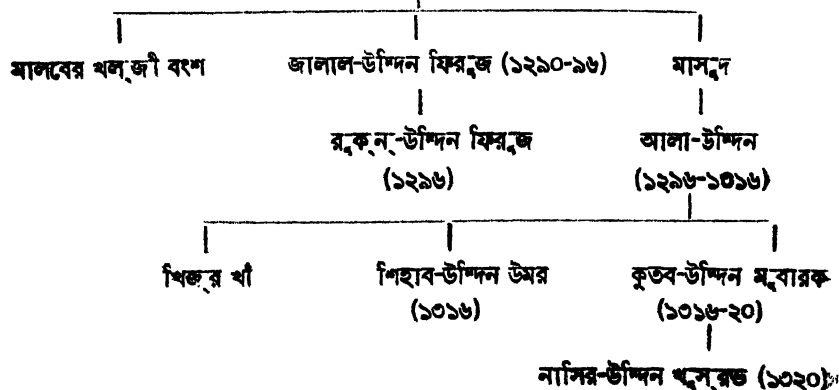 মালবের খল্‌জী বংশ জালাল-উদ্দিন ফিরুজ (১২৯০-৯৬) মাসুদ
রুক্‌ন্‌-উদ্দিন ফিরুজ আলা-উদ্দিন
(১২৯৬) (১২৯৬-১৩১৬)
খিজ্‌র খাঁ শিহাব-উদ্দিন উমর কুতব-উদ্দিন মুবারক
(১৩১৬) (১৩১৬-২০)
নাসির-উদ্দিন খুসরভ (১৩২০)